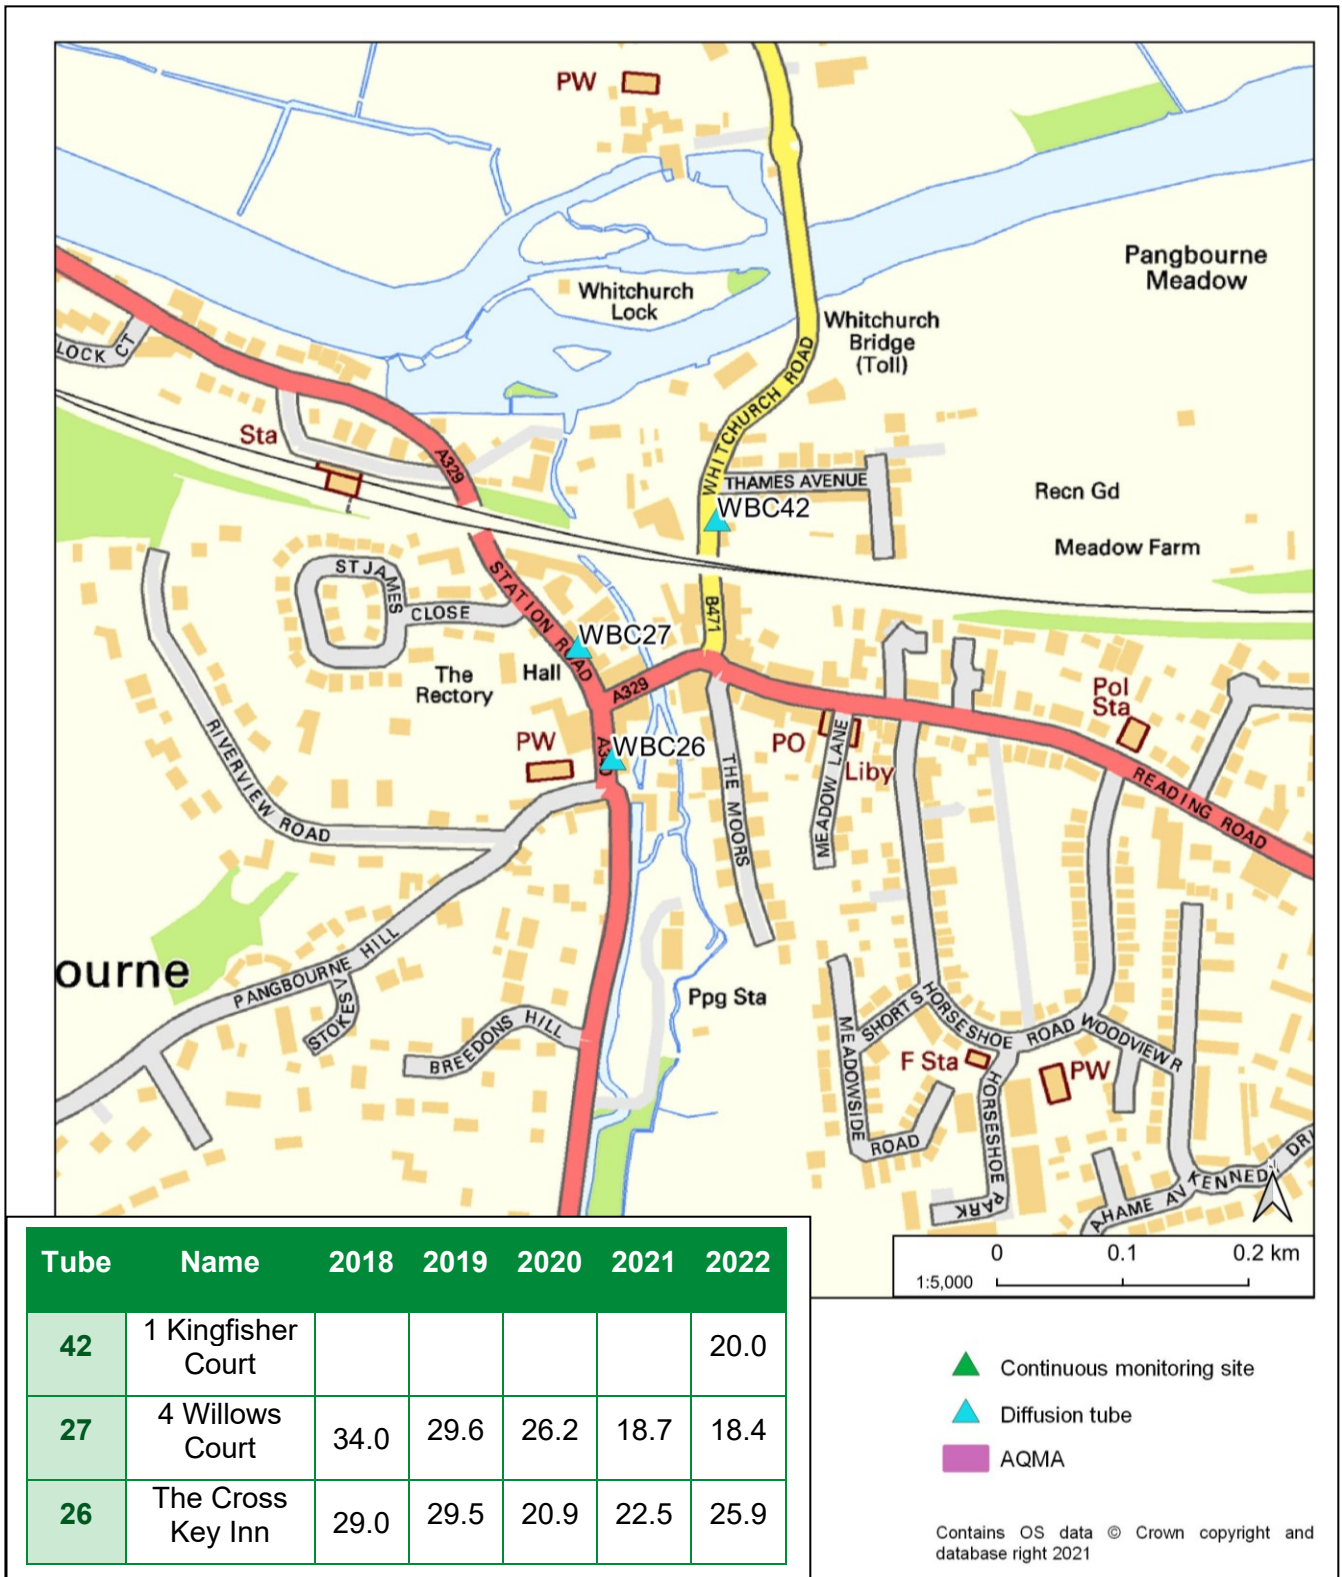 PW
Pangbourne
Meadow
Whitchurch
Lock
Whitchurch
Bridge
(Toll)
LOCK CT
WHITCHURCH ROAD
Sta
A329
THAMES AVENUE
Recn Gd
WBC42
Meadow Farm
ST JAMES
CLOSE
STATION ROAD
B471
WBC27
The
Rectory
Hall
A329
Pol
Sta
RIVERVIEW ROAD
PW
WBC26
PO
MEADOW LANE
Liby
THE MOORS
READING ROAD
ourne
PANGBOURNE HILL
STOKES V
BREEDONS HILL
Ppg Sta
MEADOWSIDE
ROAD
SHORTS
HORSESHOE ROAD
WOODVIEW R
F Sta
PW
HORSESHOE
PARK
AHAME AV
KENNEDY DRI
0 0.1 0.2 km
1:5,000
Tube Name 2018 2019 2020 2021 2022
42 1 Kingfisher Court 20.0
27 4 Willows Court 34.0 29.6 26.2 18.7 18.4
26 The Cross Key Inn 29.0 29.5 20.9 22.5 25.9
Continuous monitoring site
Diffusion tube
AQMA
Contains OS data © Crown copyright and
database right 2021